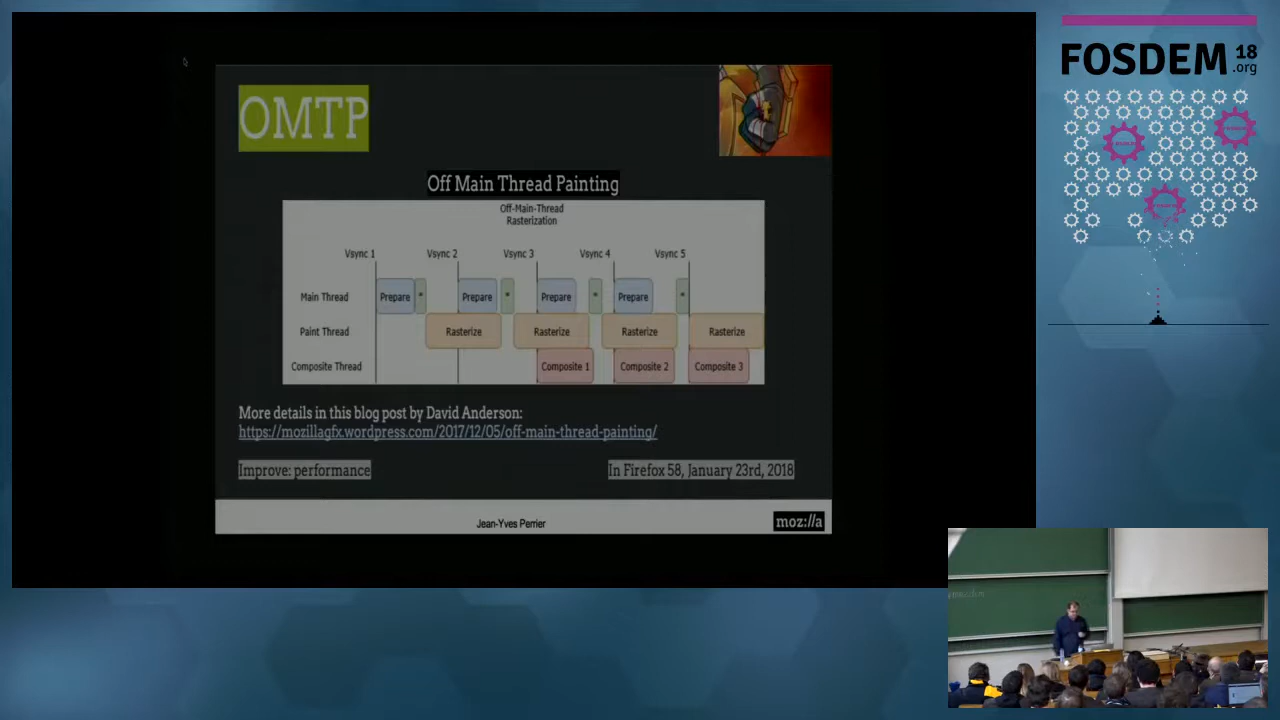 OMTP
Off Main Thread Painting
Off-Main-Thread
Rasterization
Vsync 1 Vsync 2 Vsync 3 Vsync 4 Vsync 5
Main Thread Prepare * Prepare * Prepare * Prepare *
Paint Thread Rasterize Rasterize Rasterize Rasterize
Composite Thread Composite 1 Composite 2 Composite 3
More details in this blog post by David Anderson:
https://mozillagfx.wordpress.com/2017/12/05/off-main-thread-painting/
Improve: performance In Firefox 58, January 23rd, 2018
Jean-Yves Perrier moz://a
FOSDEM 18
.org